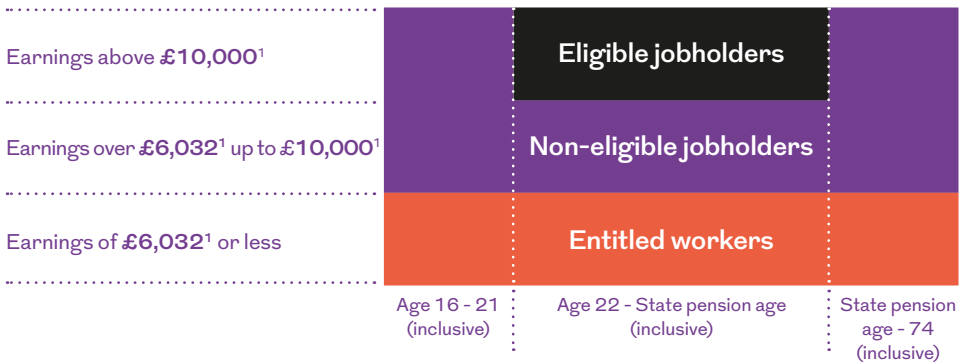 Earnings above £10,000¹
Eligible jobholders
Earnings over £6,032¹ up to £10,000¹
Non-eligible jobholders
Earnings of £6,032¹ or less
Entitled workers
Age 16 - 21
(inclusive)
Age 22 - State pension age
(inclusive)
State pension
age - 74
(inclusive)